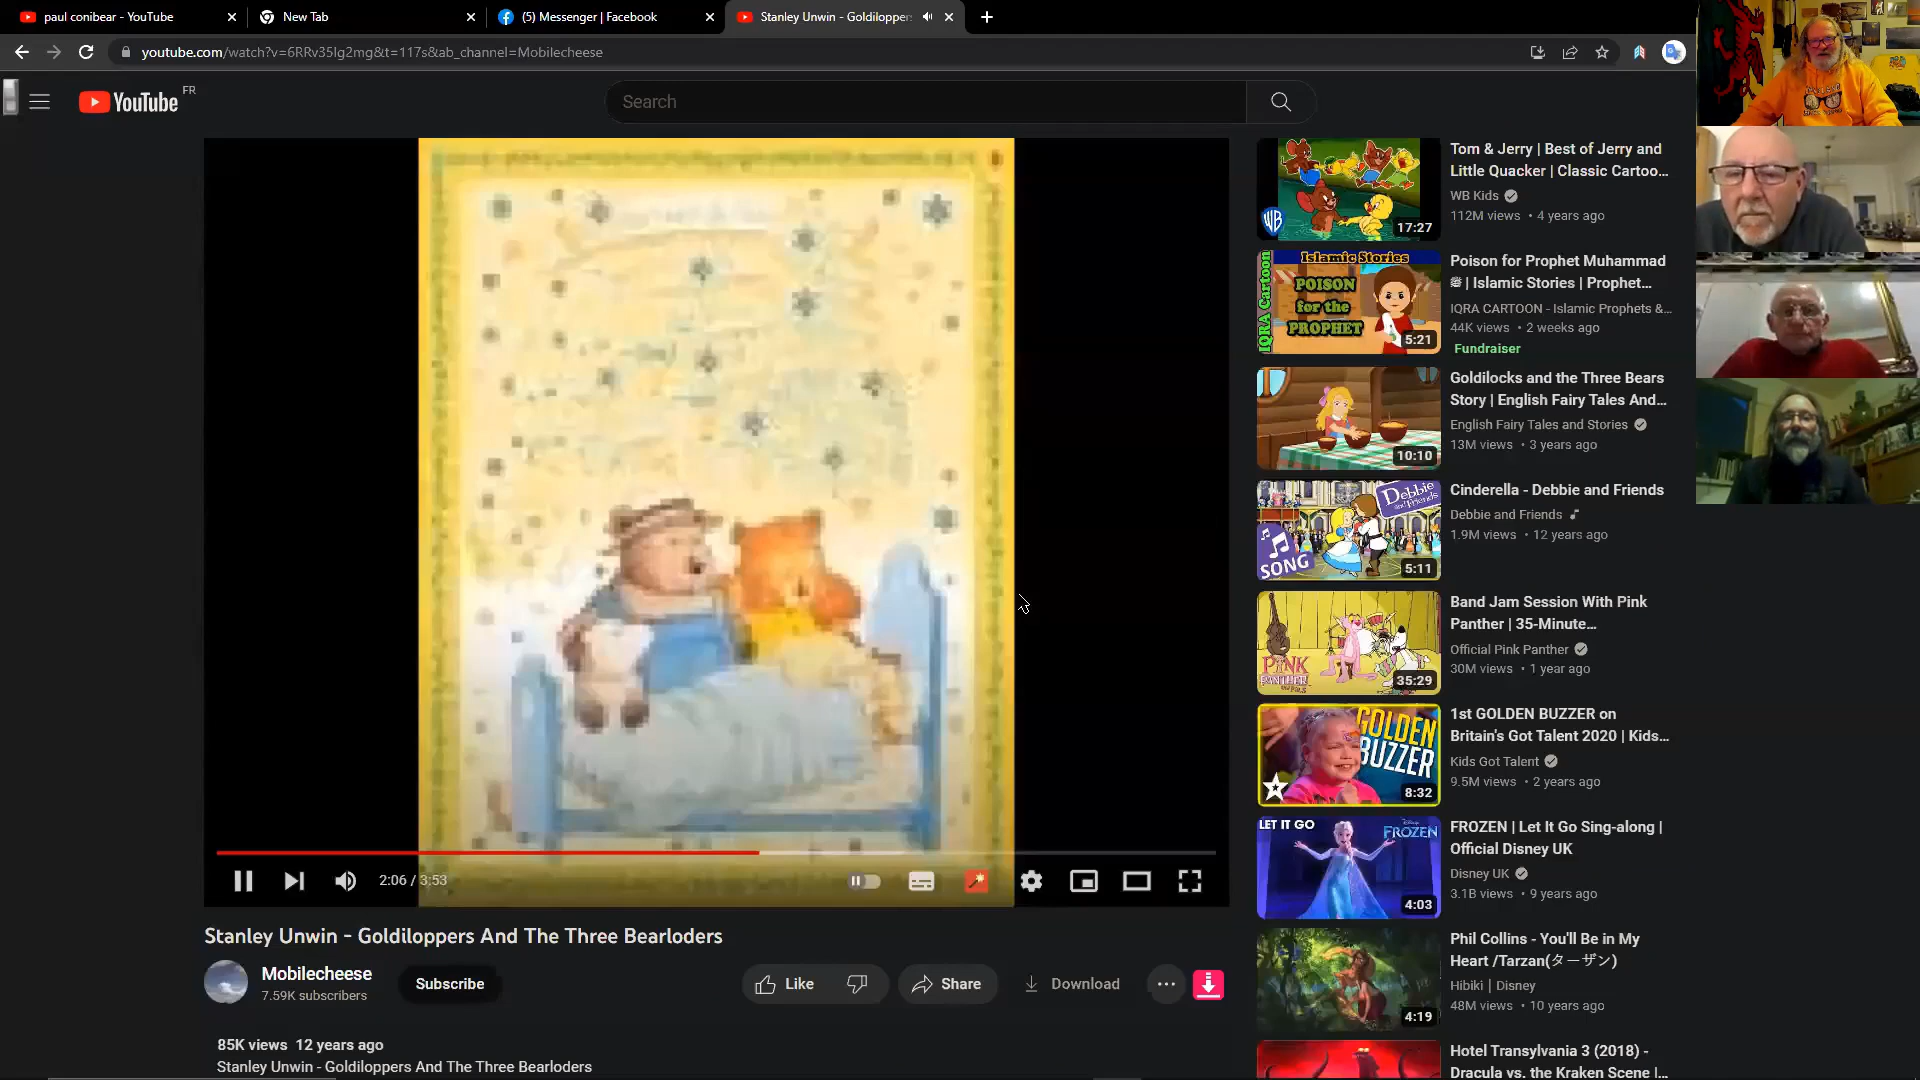 paul conibear - YouTube
New Tab
(5) Messenger | Facebook
Stanley Unwin - Goldiloppers
youtube.com/watch?v=6RRv35lg2mg&t=117s&ab_channel=Mobilecheese
YouTube FR
Search
2:06 / 3:53
Stanley Unwin - Goldiloppers And The Three Bearloders
Mobilecheese
7.59K subscribers
Subscribe
Like
Share
Download
85K views 12 years ago
Stanley Unwin - Goldiloppers And The Three Bearloders
17:27
Tom & Jerry | Best of Jerry and
Little Quacker | Classic Cartoo...
WB Kids
112M views • 4 years ago
IQRA Cartoon
Islamic Stories
POISON
for the
PROPHET
5:21
Poison for Prophet Muhammad
ﷺ | Islamic Stories | Prophet...
IQRA CARTOON - Islamic Prophets &...
44K views • 2 weeks ago
Fundraiser
10:10
Goldilocks and the Three Bears
Story | English Fairy Tales And...
English Fairy Tales and Stories
13M views • 3 years ago
Debbie
and Friends
SONG
5:11
Cinderella - Debbie and Friends
Debbie and Friends
1.9M views • 12 years ago
PINK
PANTHER
35:29
Band Jam Session With Pink
Panther | 35-Minute...
Official Pink Panther
30M views • 1 year ago
GOLDEN
BUZZER
8:32
1st GOLDEN BUZZER on
Britain's Got Talent 2020 | Kids...
Kids Got Talent
9.5M views • 2 years ago
LET IT GO
Disney
FROZEN
4:03
FROZEN | Let It Go Sing-along |
Official Disney UK
Disney UK
3.1B views • 9 years ago
4:19
Phil Collins - You'll Be in My
Heart /Tarzan(ターザン)
Hibiki | Disney
48M views • 10 years ago
Hotel Transylvania 3 (2018) -
Dracula vs. the Kraken Scene |...